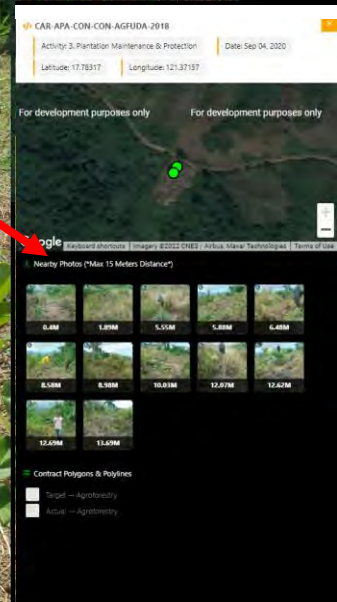 </> CAR-APA-CON-CON-AGFUDA-2018
×
Activity: 3. Plantation Maintenance & Protection
Date: Sep 04, 2020
Latitude: 17.78317
Longitude: 121.37157
For development purposes only For development purposes only
+
−
Google
Keyboard shortcuts Imagery ©2022 CNES / Airbus, Maxar Technologies Terms of Use
Nearby Photos (*Max 15 Meters Distance*)
0.4M 1.89M 5.55M 5.88M 6.48M
8.58M 8.98M 10.03M 12.07M 12.62M
12.69M 13.69M
Contract Polygons & Polylines
Target — Agroforestry
Actual — Agroforestry